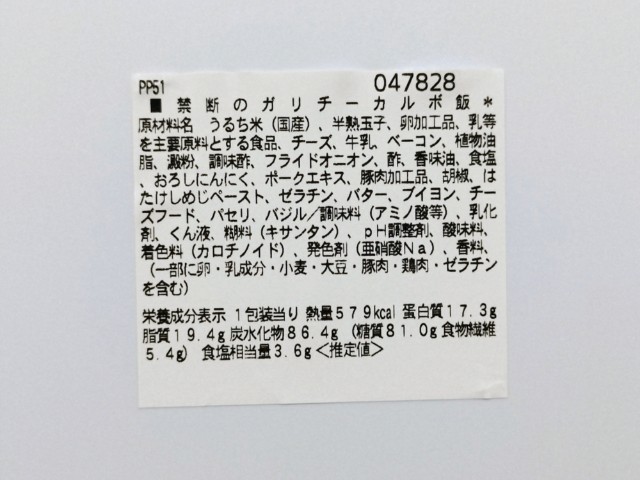 PP51 047828
■禁断のガリチーカルボ飯*
原材料名 うるち米（国産）、半熟玉子、卵加工品、乳等
を主要原料とする食品、チーズ、牛乳、ベーコン、植物油
脂、澱粉、調味酢、フライドオニオン、酢、香味油、食塩
、おろしにんにく、ポークエキス、豚肉加工品、胡椒、は
たけしめじペースト、ゼラチン、バター、ブイヨン、チー
ズフード、パセリ、バジル／調味料（アミノ酸等）、乳化
剤、くん液、糊料（キサンタン）、ｐＨ調整剤、酸味料、
着色料（カロチノイド）、発色剤（亜硝酸Ｎａ）、香料、
（一部に卵・乳成分・小麦・大豆・豚肉・鶏肉・ゼラチン
を含む）
栄養成分表示 １包装当り 熱量５７９kcal 蛋白質１７.３g
脂質１９.４g 炭水化物８６.４g （糖質８１.０g 食物繊維
５.４g） 食塩相当量３.６g＜推定値＞